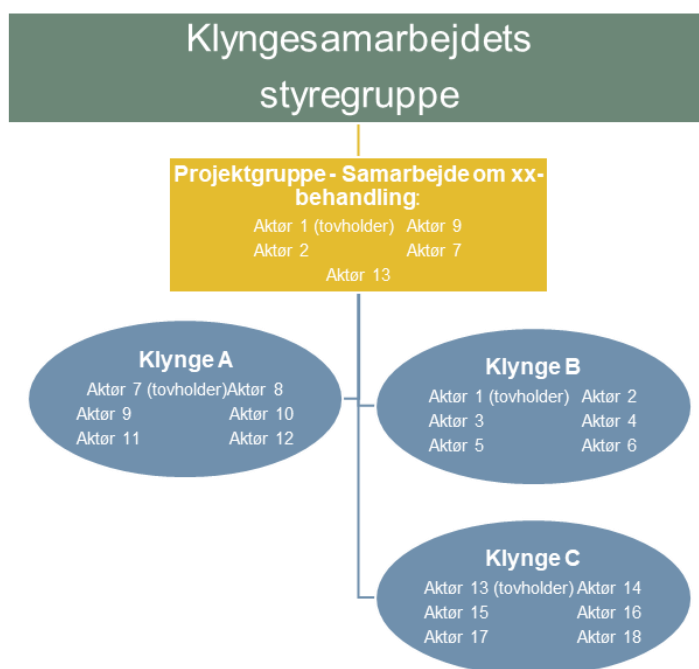 Klyngesamarbejdets
styregruppe
Projektgruppe - Samarbejde om xx-
behandling:
Aktør 1 (tovholder) Aktør 9
Aktør 2 Aktør 7
Aktør 13
Klynge A
Aktør 7 (tovholder)Aktør 8
Aktør 9 Aktør 10
Aktør 11 Aktør 12
Klynge B
Aktør 1 (tovholder) Aktør 2
Aktør 3 Aktør 4
Aktør 5 Aktør 6
Klynge C
Aktør 13 (tovholder) Aktør 14
Aktør 15 Aktør 16
Aktør 17 Aktør 18